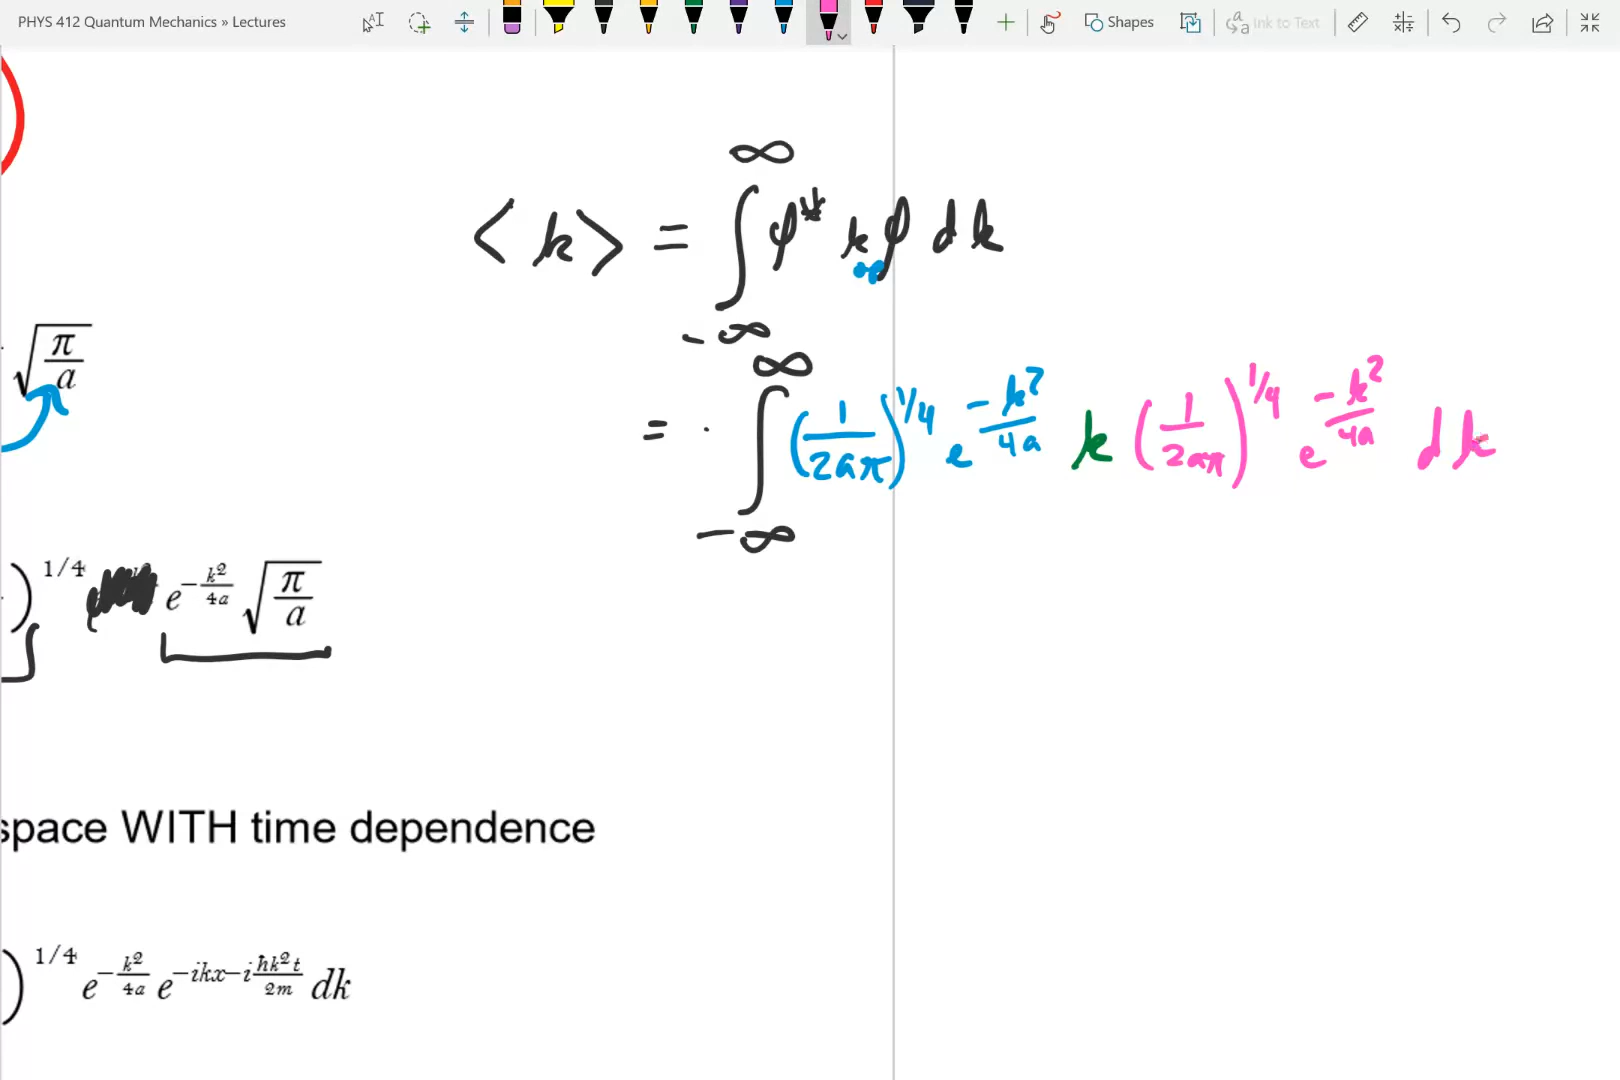 PHYS 412 Quantum Mechanics » Lectures
Shapes
Ink to Text
<k> = ∫_{-∞}^{∞} φ* k_{op} φ dk
= ∫_{-∞}^{∞} (1/2aπ)^{1/4} e^{-k²/4a} k (1/2aπ)^{1/4} e^{-k²/4a} dk
√(π/a)
)^{1/4} e^{-k²/4a} √(π/a)
space WITH time dependence
)^{1/4} e^{-k²/4a} e^{-ikx-iħk²t/2m} dk